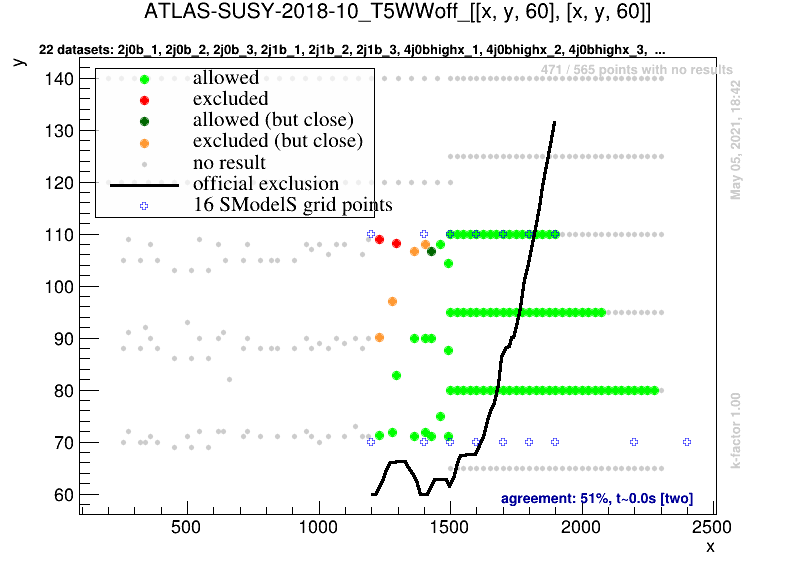 ATLAS-SUSY-2018-10_T5WWoff_[[x, y, 60], [x, y, 60]]
22 datasets: 2j0b_1, 2j0b_2, 2j0b_3, 2j1b_1, 2j1b_2, 2j1b_3, 4j0bhighx_1, 4j0bhighx_2, 4j0bhighx_3, ...
y
471 / 565 points with no results
allowed
excluded
allowed (but close)
excluded (but close)
no result
official exclusion
16 SModelS grid points
140
130
120
110
100
90
80
70
60
May 05, 2021, 18:42
k-factor 1.00
agreement: 51%, t~0.0s [two]
500
1000
1500
2000
2500
x